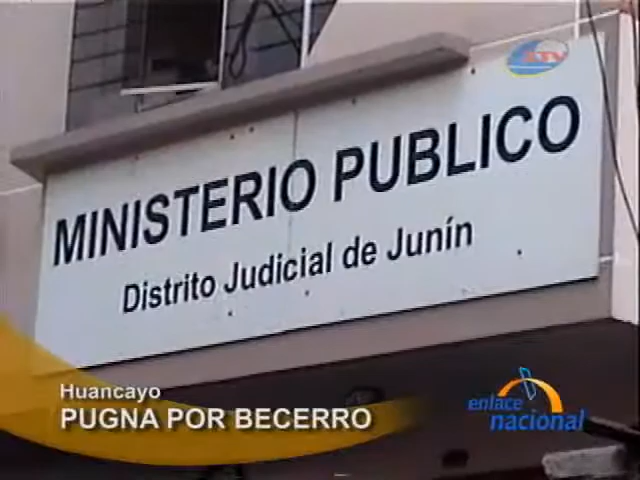 MINISTERIO PUBLICO
Distrito Judicial de Junín
Huancayo
PUGNA POR BECERRO
enlace
nacional